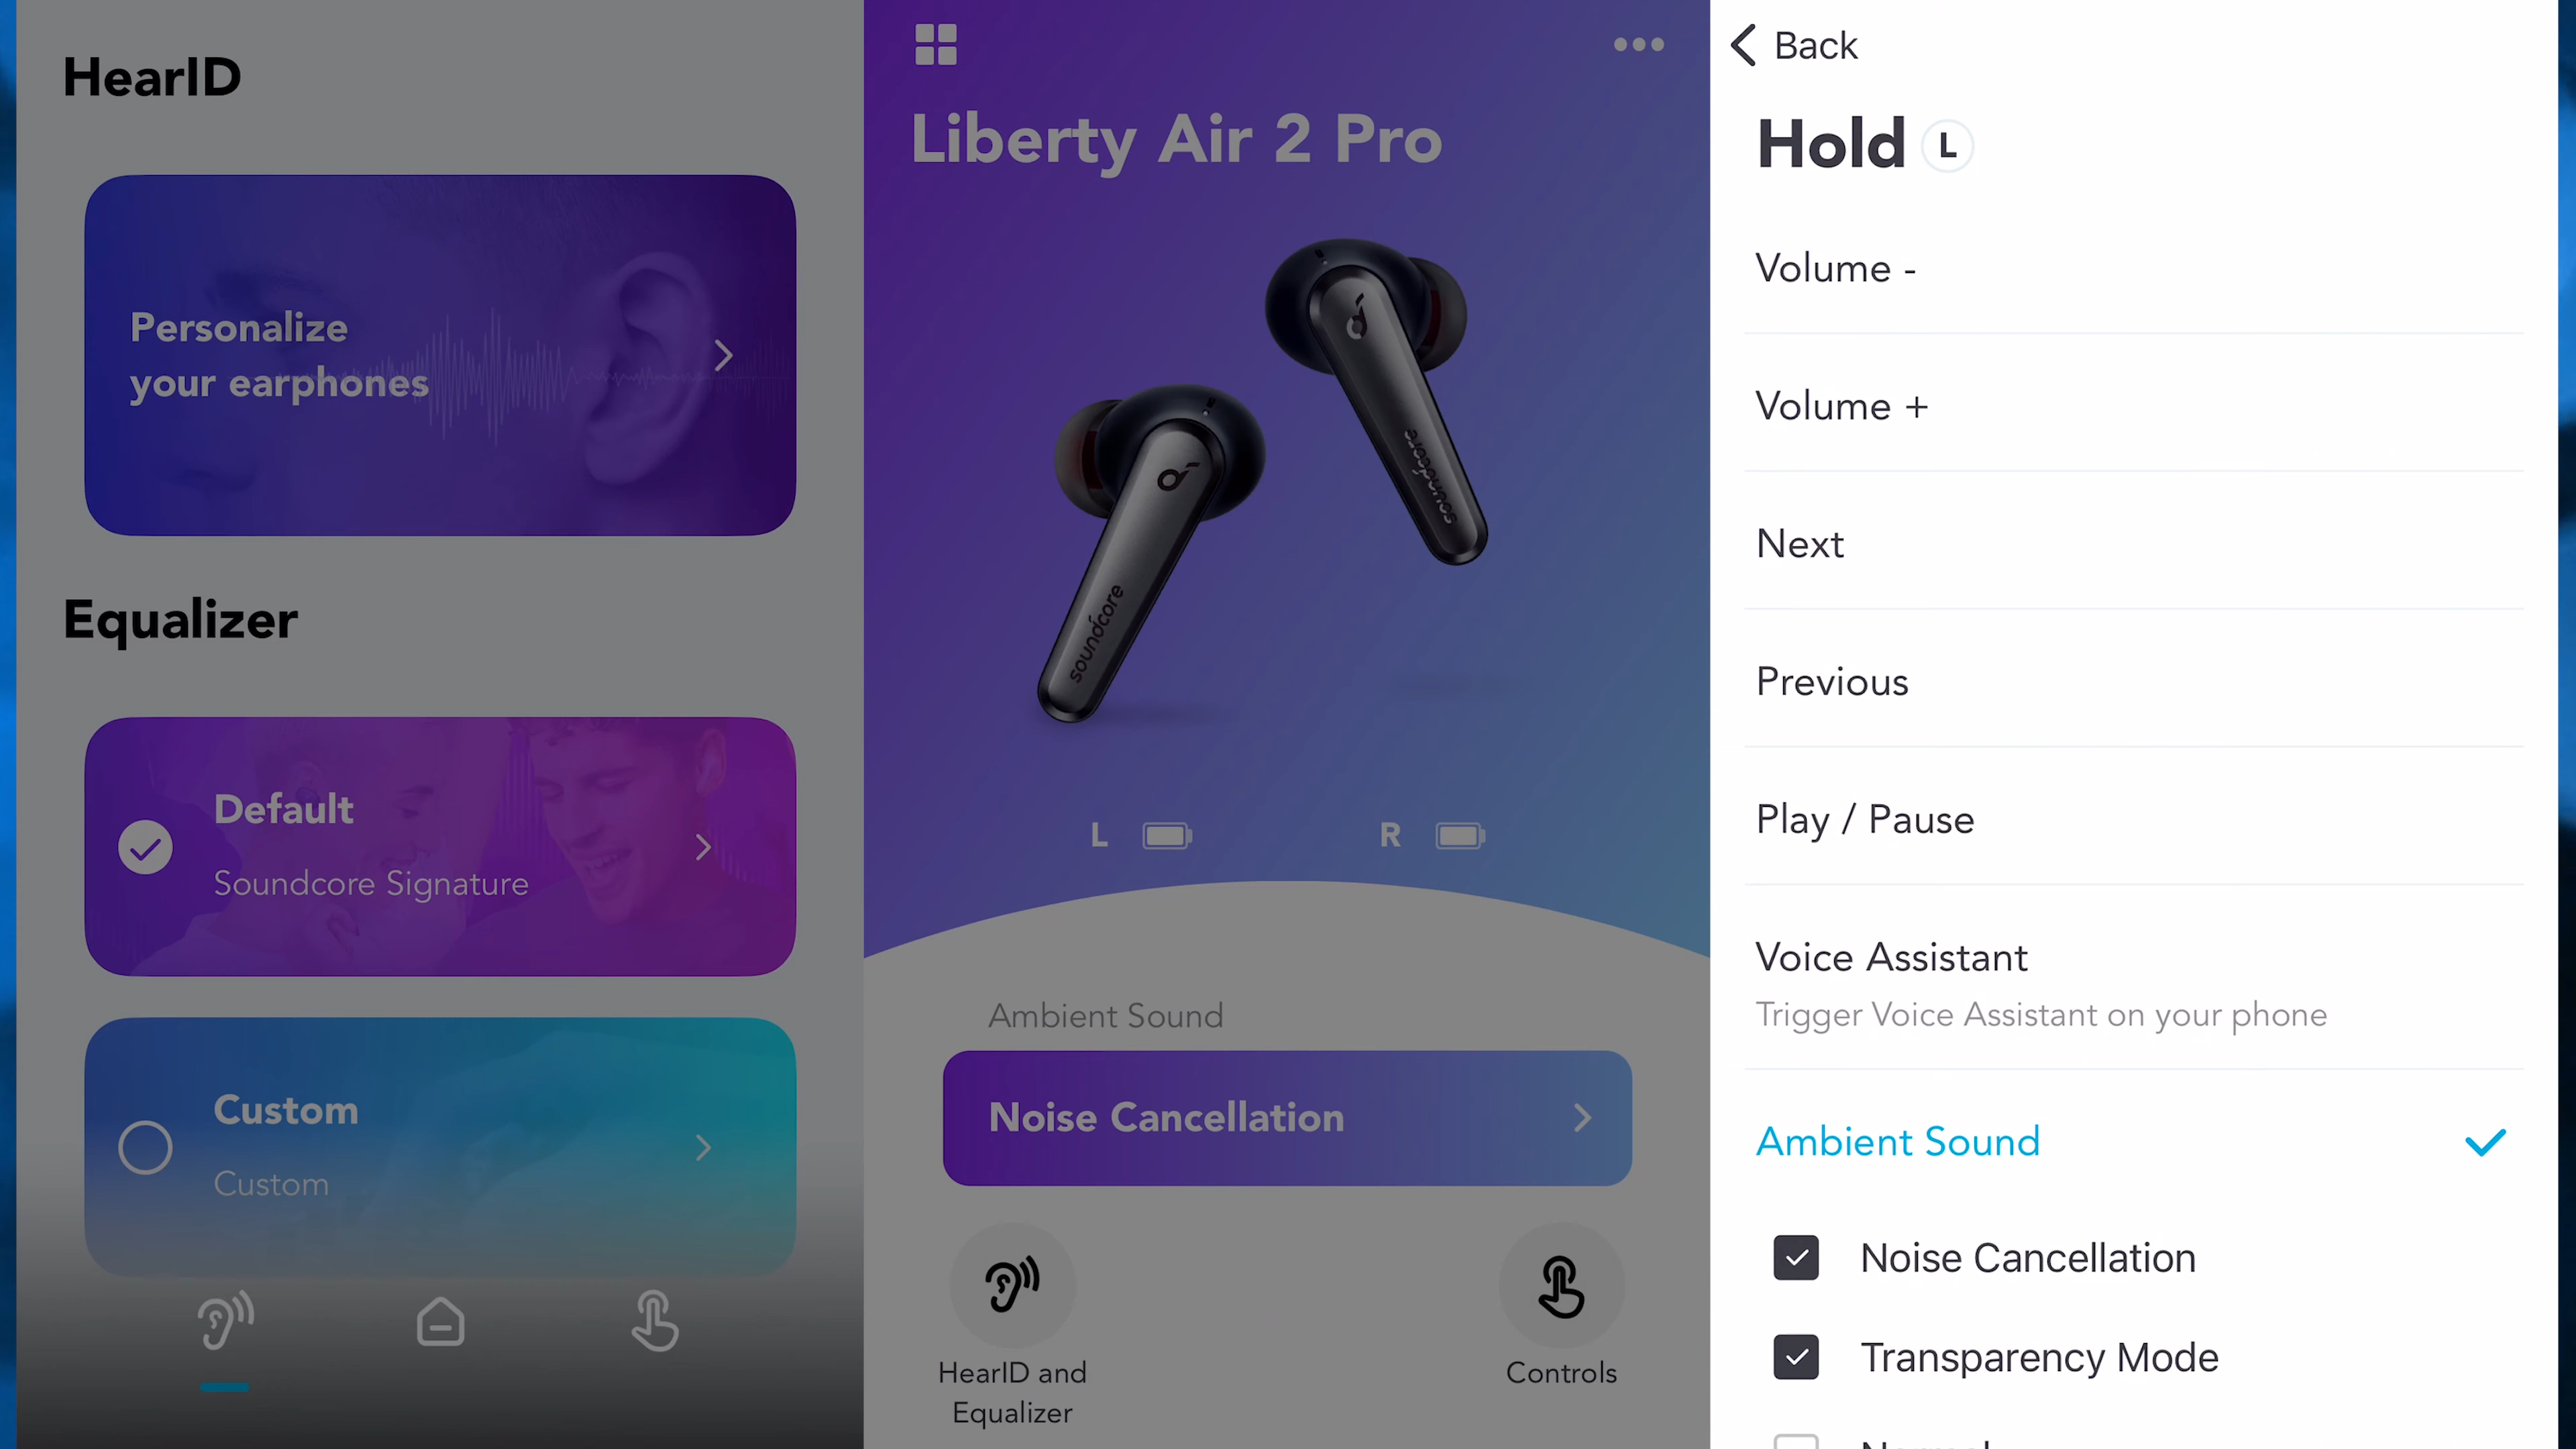 HearID
Personalize
your earphones
Equalizer
Default
Soundcore Signature
Custom
Custom
Liberty Air 2 Pro
soundcore
soundcore
L
R
Ambient Sound
Noise Cancellation
HearID and
Equalizer
Controls
Back
Hold L
Volume -
Volume +
Next
Previous
Play / Pause
Voice Assistant
Trigger Voice Assistant on your phone
Ambient Sound
Noise Cancellation
Transparency Mode